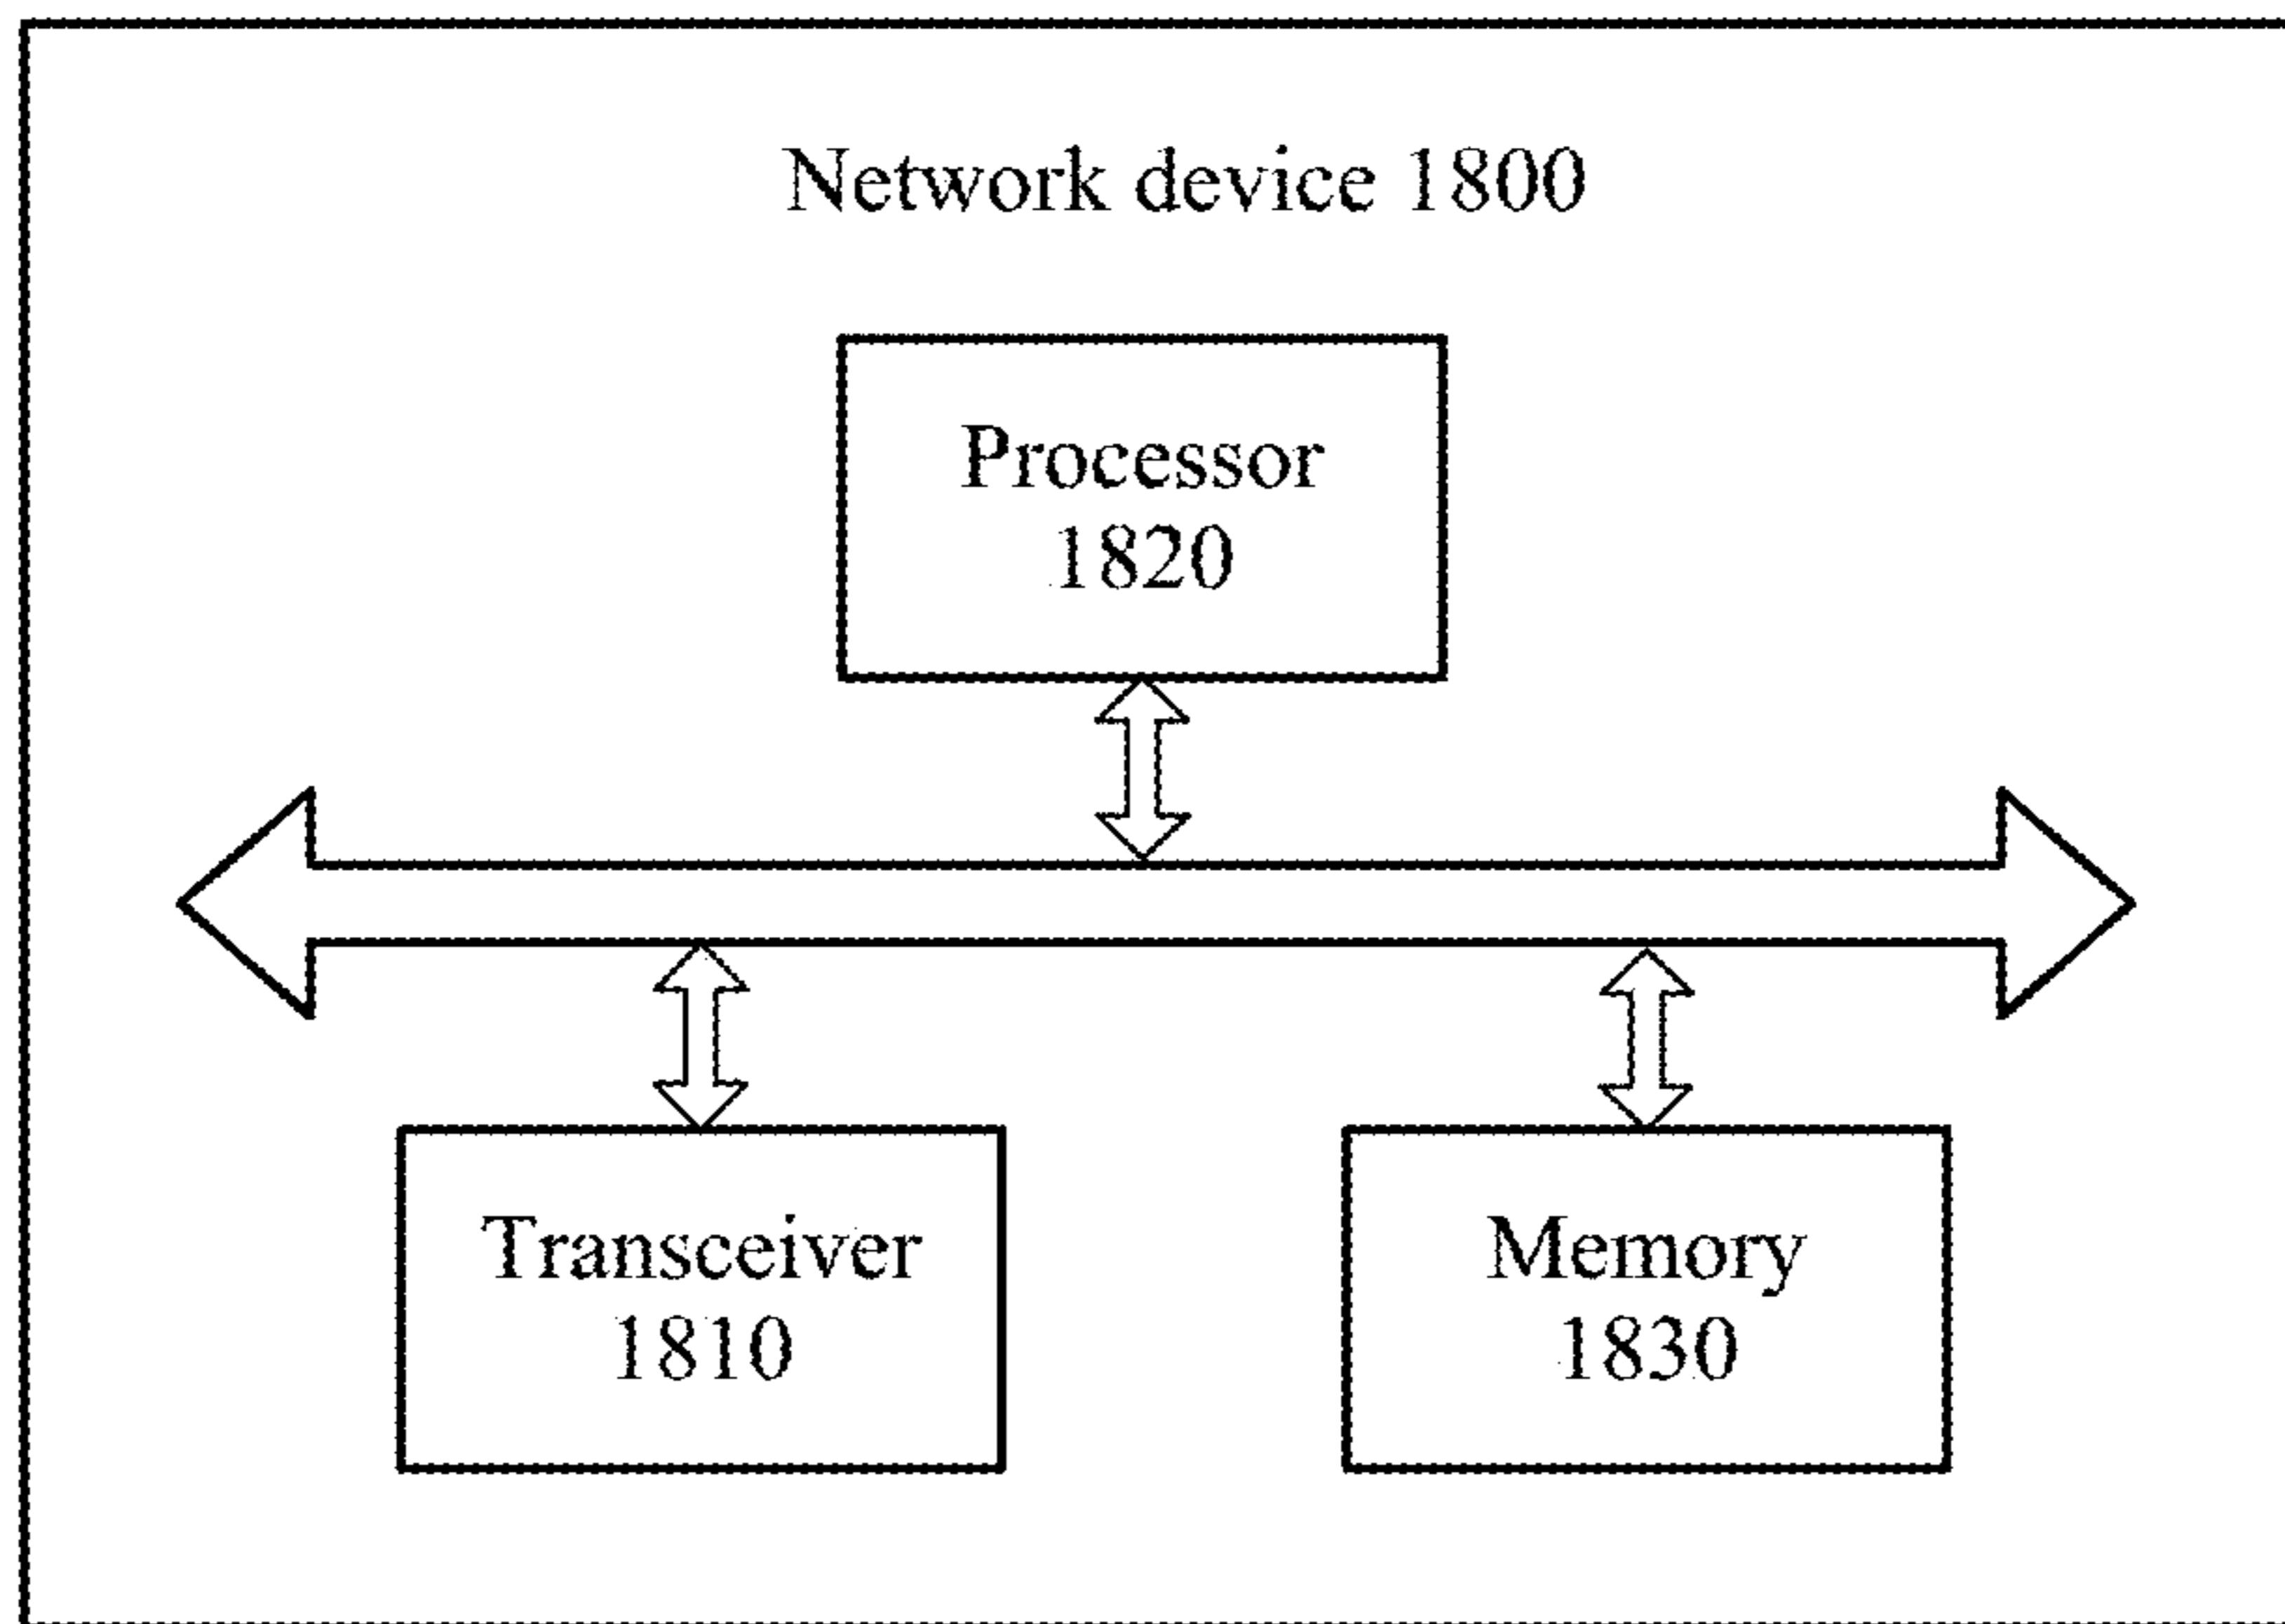 Network device 1800
Processor
1820
Transceiver
1810
Memory
1830